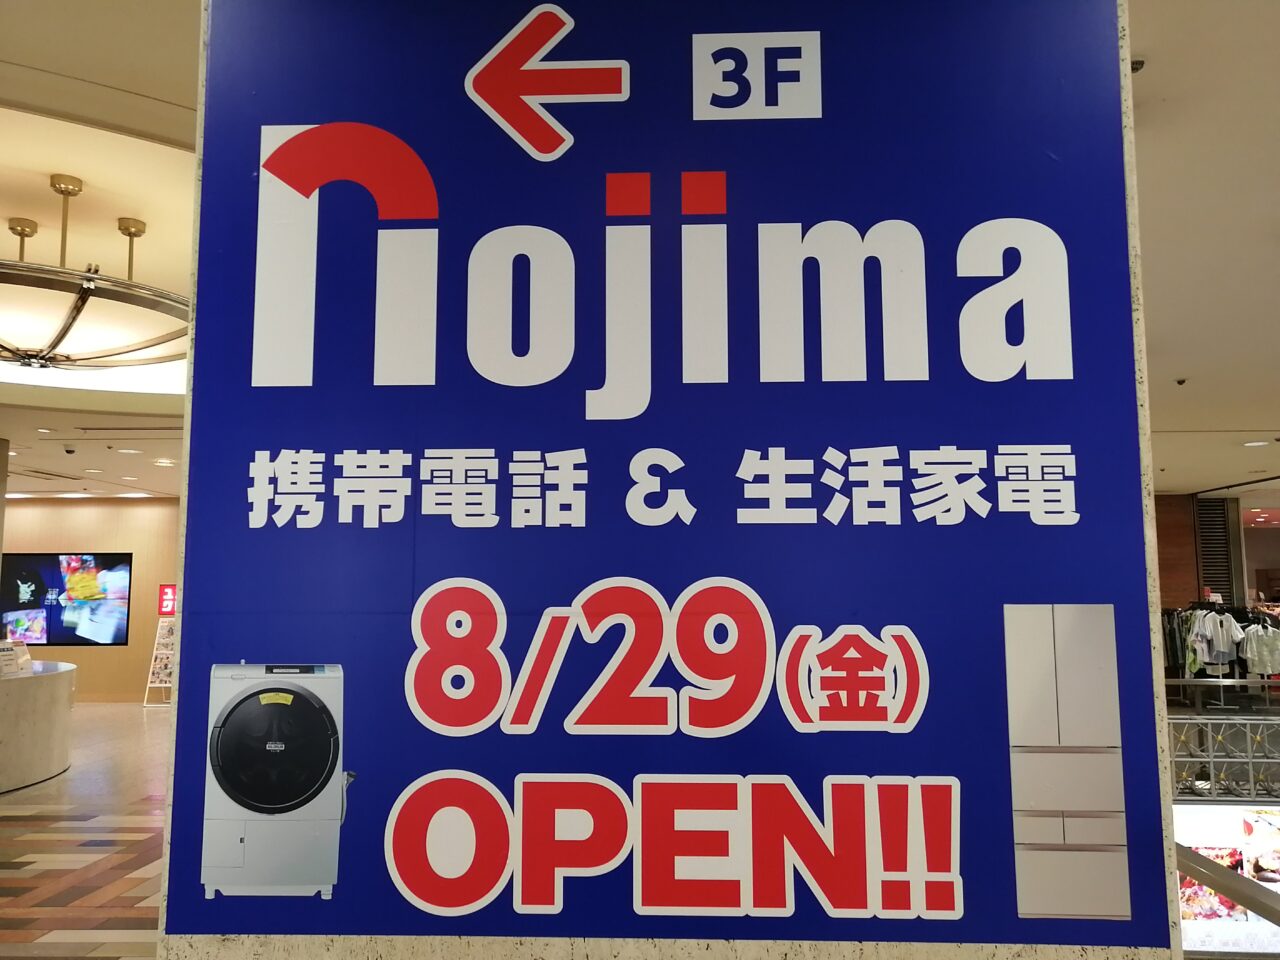 ← 3F
nojima
携帯電話 & 生活家電
8/29(金)
OPEN!!